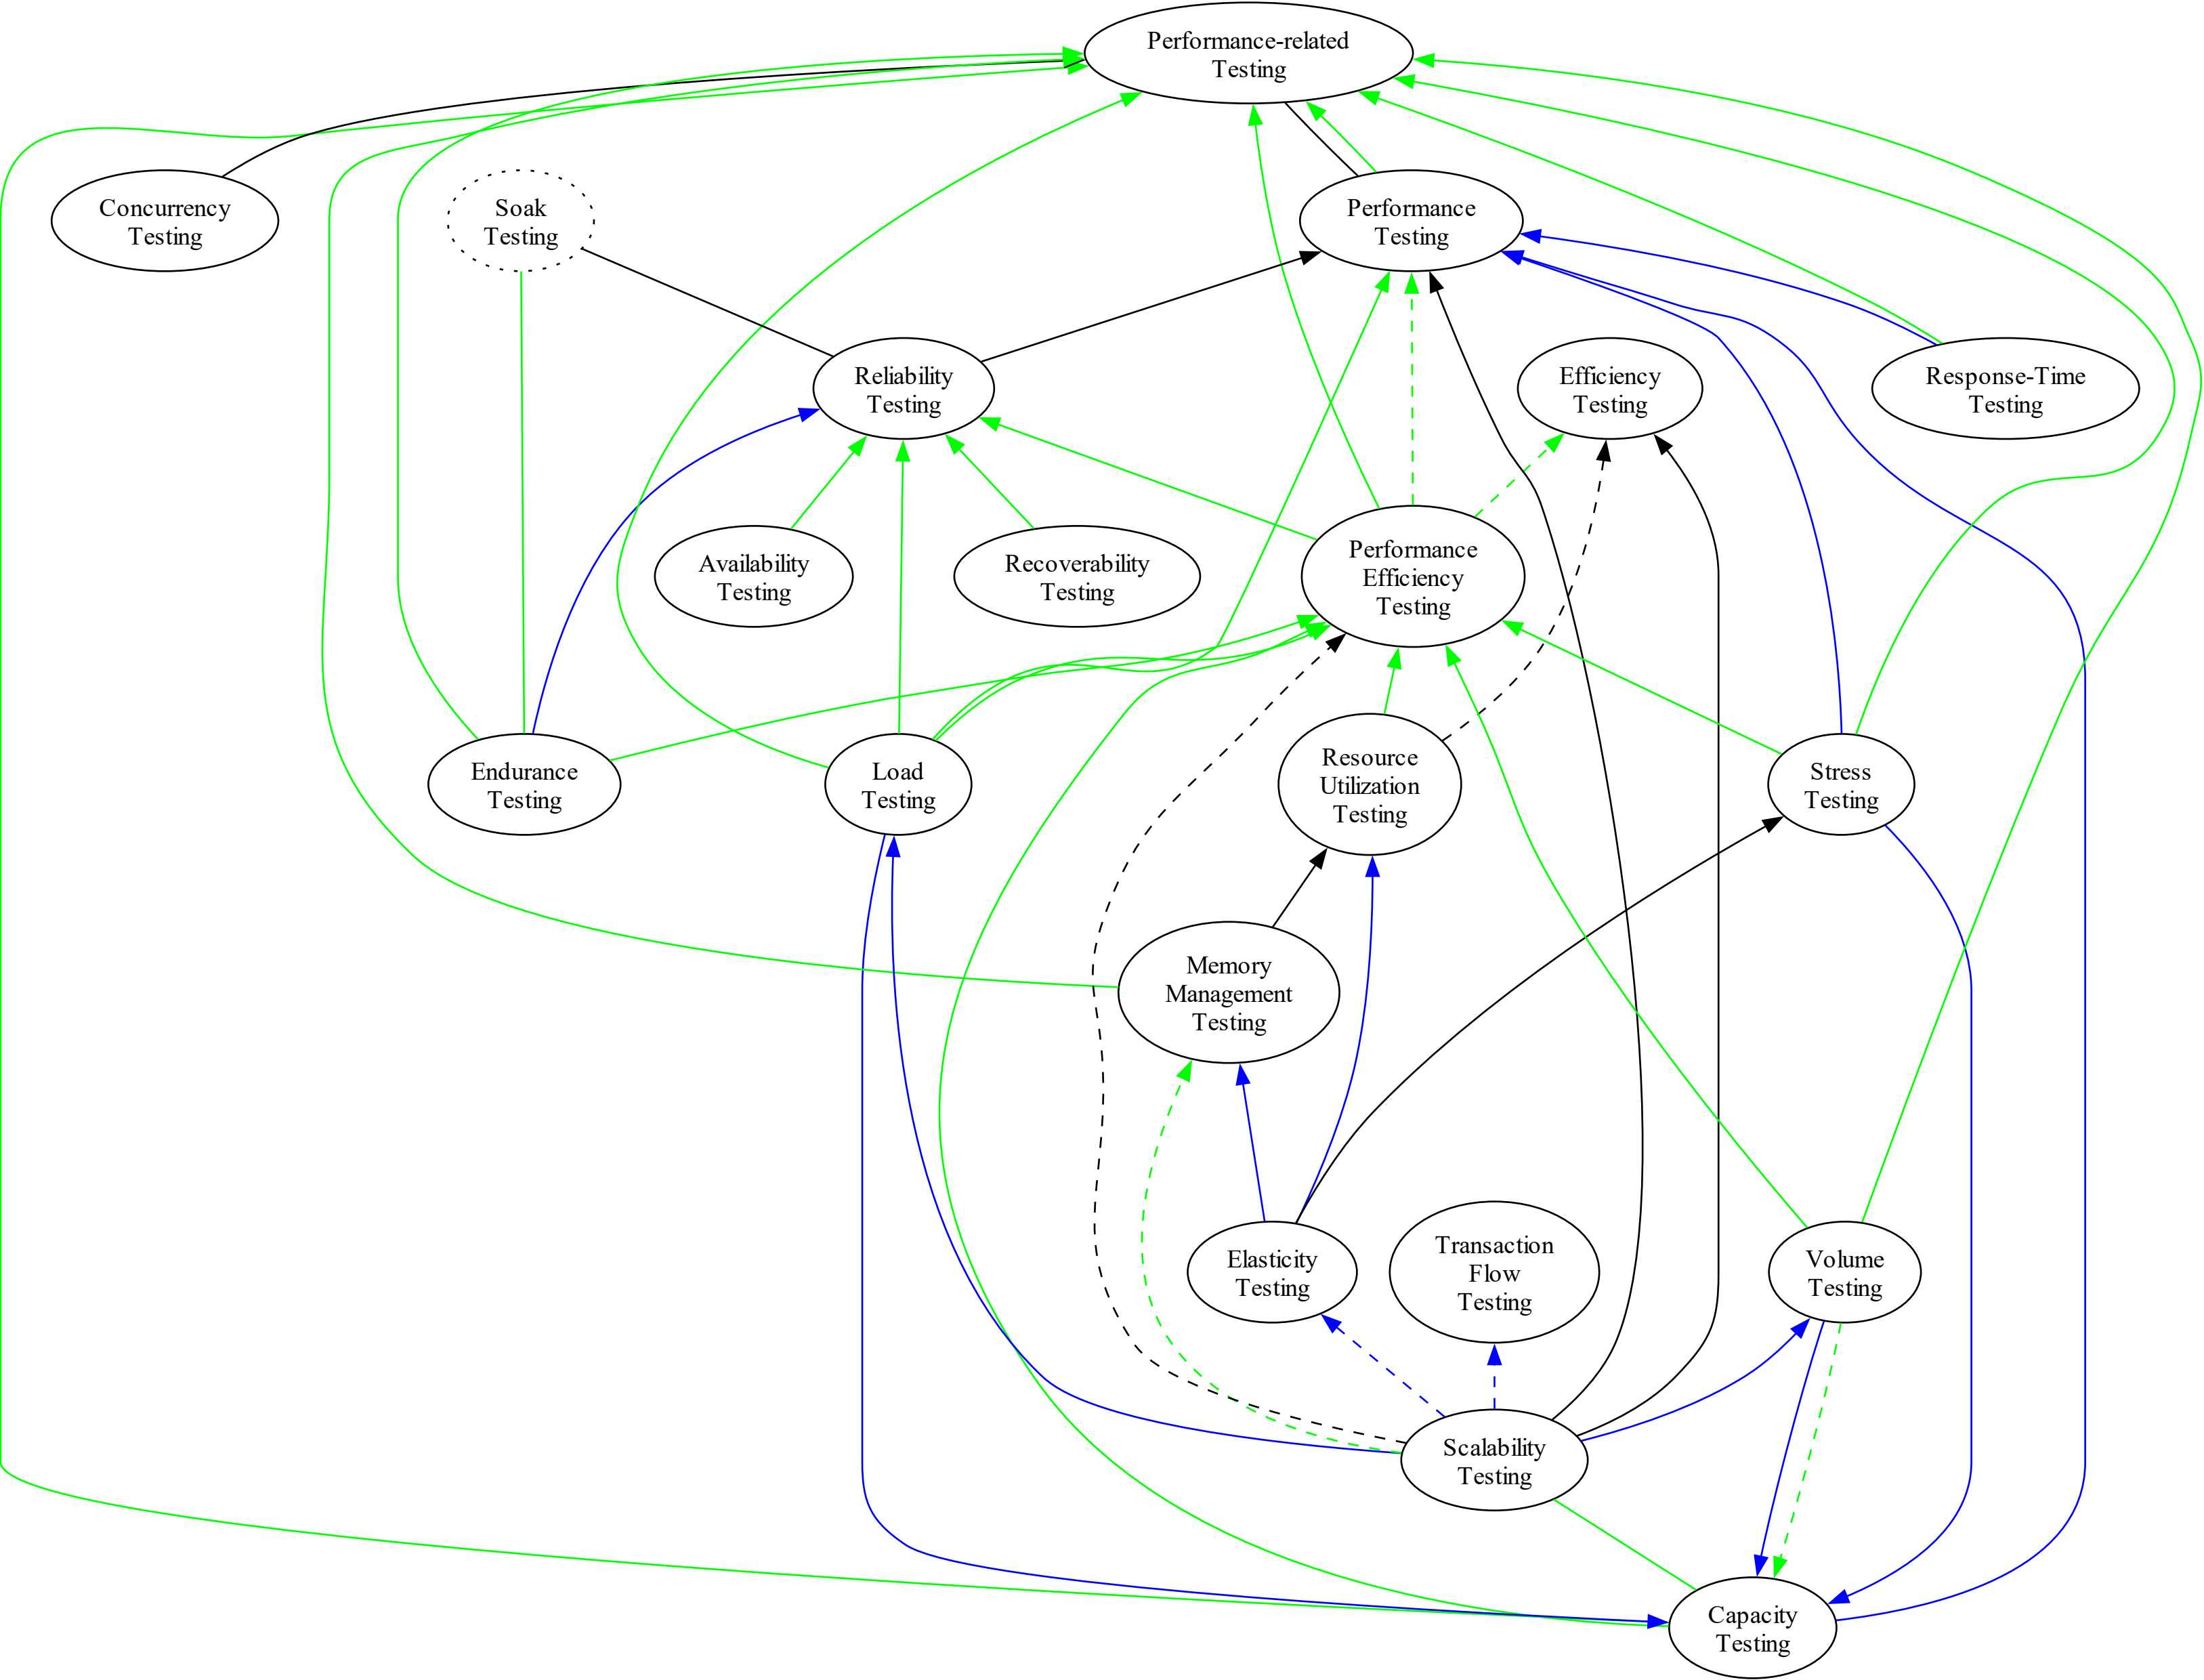 Performance-related
Testing
Concurrency
Testing
Soak
Testing
Performance
Testing
Reliability
Testing
Efficiency
Testing
Response-Time
Testing
Availability
Testing
Recoverability
Testing
Performance
Efficiency
Testing
Endurance
Testing
Load
Testing
Resource
Utilization
Testing
Stress
Testing
Memory
Management
Testing
Elasticity
Testing
Transaction
Flow
Testing
Volume
Testing
Scalability
Testing
Capacity
Testing